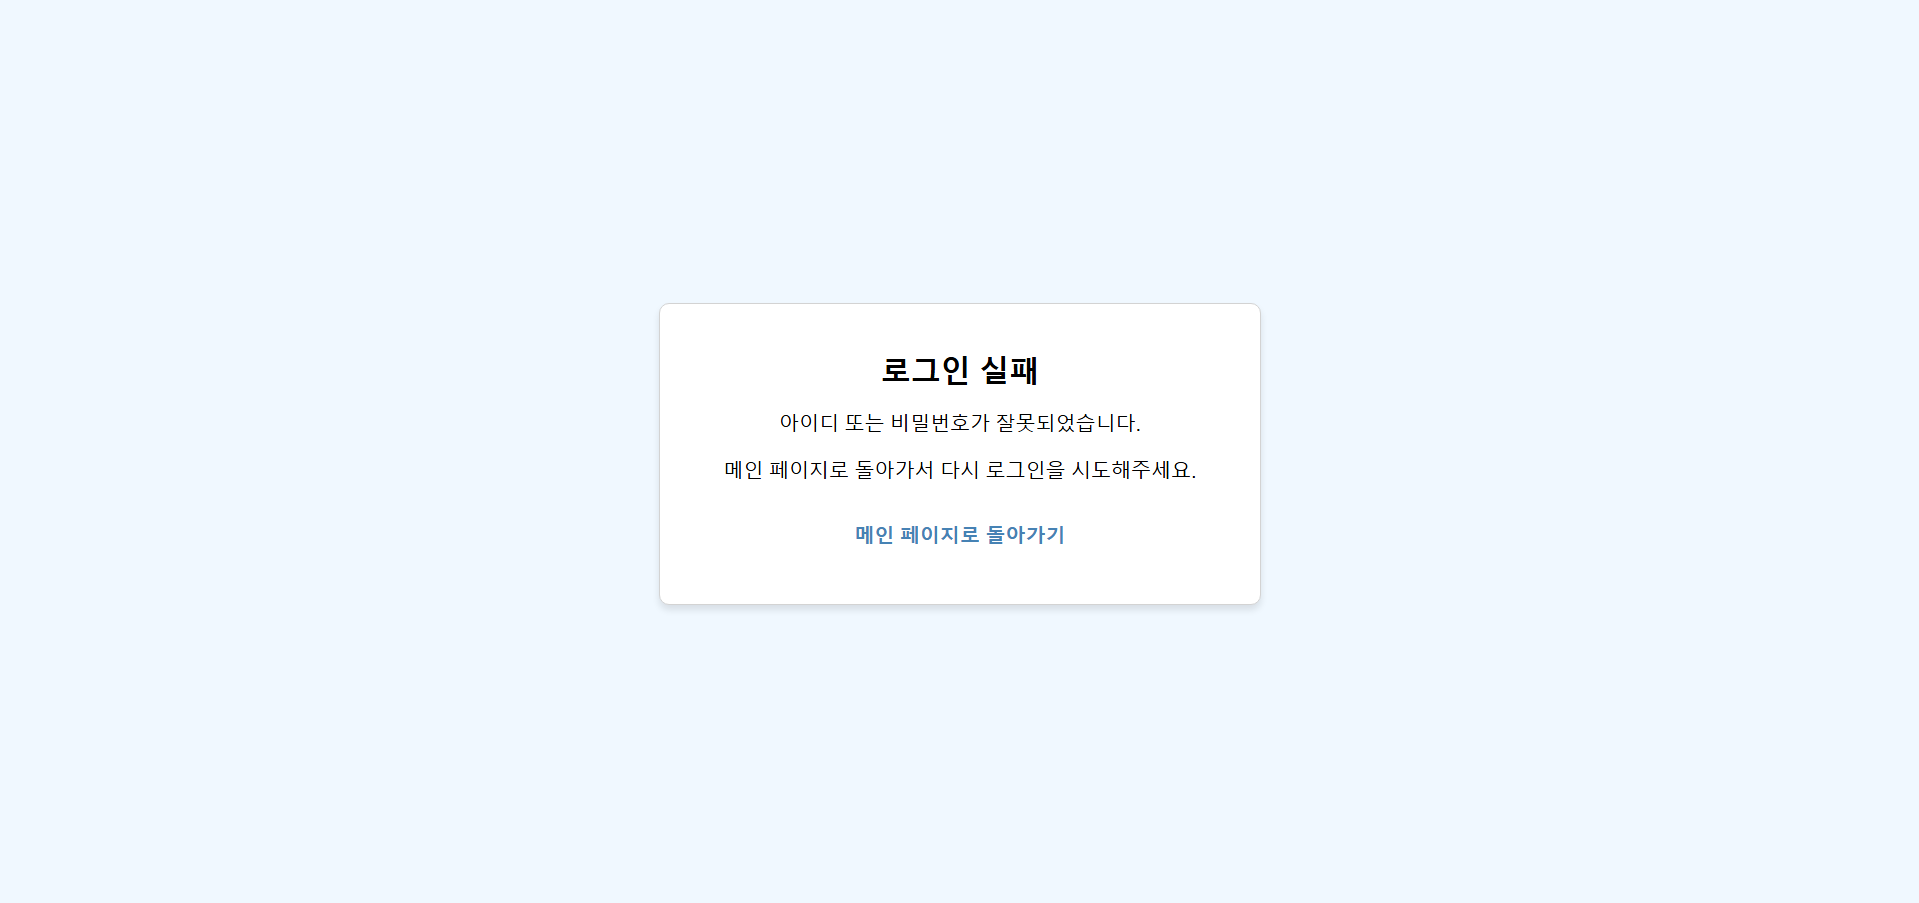 로그인 실패
아이디 또는 비밀번호가 잘못되었습니다.
메인 페이지로 돌아가서 다시 로그인을 시도해주세요.
메인 페이지로 돌아가기